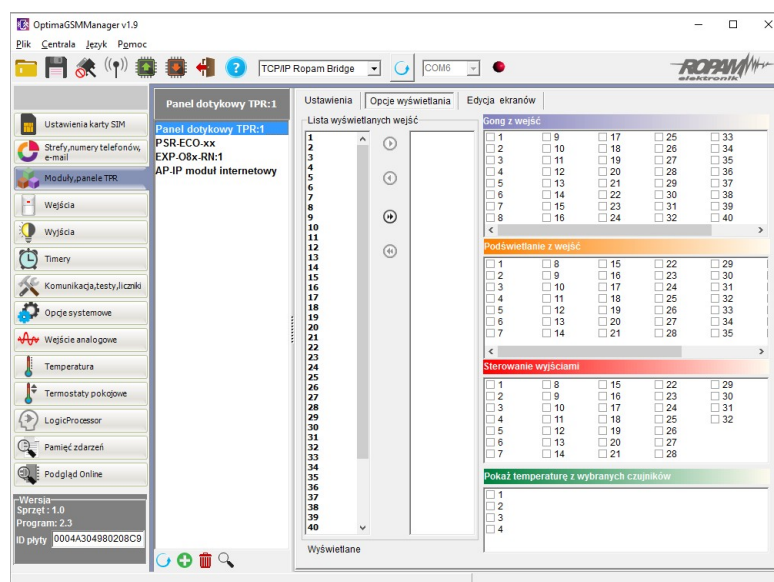 OptimaGSMManager v1.9
Plik Centrala Język Pomoc
TCP/IP Ropam Bridge COM6
ROPAM elektronik
Ustawienia karty SIM
Strefy,numery telefonów, e-mail
Moduły,panele TPR
Wejścia
Wyjścia
Timery
Komunikacja,testy,liczniki
Opcje systemowe
Wejście analogowe
Temperatura
Termostaty pokojowe
LogicProcessor
Pamięć zdarzeń
Podgląd Online
Wersja
Sprzęt : 1.0
Program: 2.3
ID płyty 0004A304980208C9
Panel dotykowy TPR:1
Panel dotykowy TPR:1
PSR-ECO-xx
EXP-O8x-RN:1
AP-IP moduł internetowy
Ustawienia Opcje wyświetlania Edycja ekranów
Lista wyświetlanych wejść
1
2
3
4
5
6
7
8
9
10
11
12
13
14
15
16
17
18
19
20
21
22
23
24
25
26
27
28
29
30
31
32
33
34
35
36
37
38
39
40
Wyświetlane
Gong z wejść
1 9 17 25 33
2 10 18 26 34
3 11 19 27 35
4 12 20 28 36
5 13 21 29 37
6 14 22 30 38
7 15 23 31 39
8 16 24 32 40
Podświetlanie z wejść
1 8 15 22 29
2 9 16 23 30
3 10 17 24 31
4 11 18 25 32
5 12 19 26 33
6 13 20 27 34
7 14 21 28 35
Sterowanie wyjściami
1 8 15 22 29
2 9 16 23 30
3 10 17 24 31
4 11 18 25 32
5 12 19 26
6 13 20 27
7 14 21 28
Pokaż temperaturę z wybranych czujników
1
2
3
4